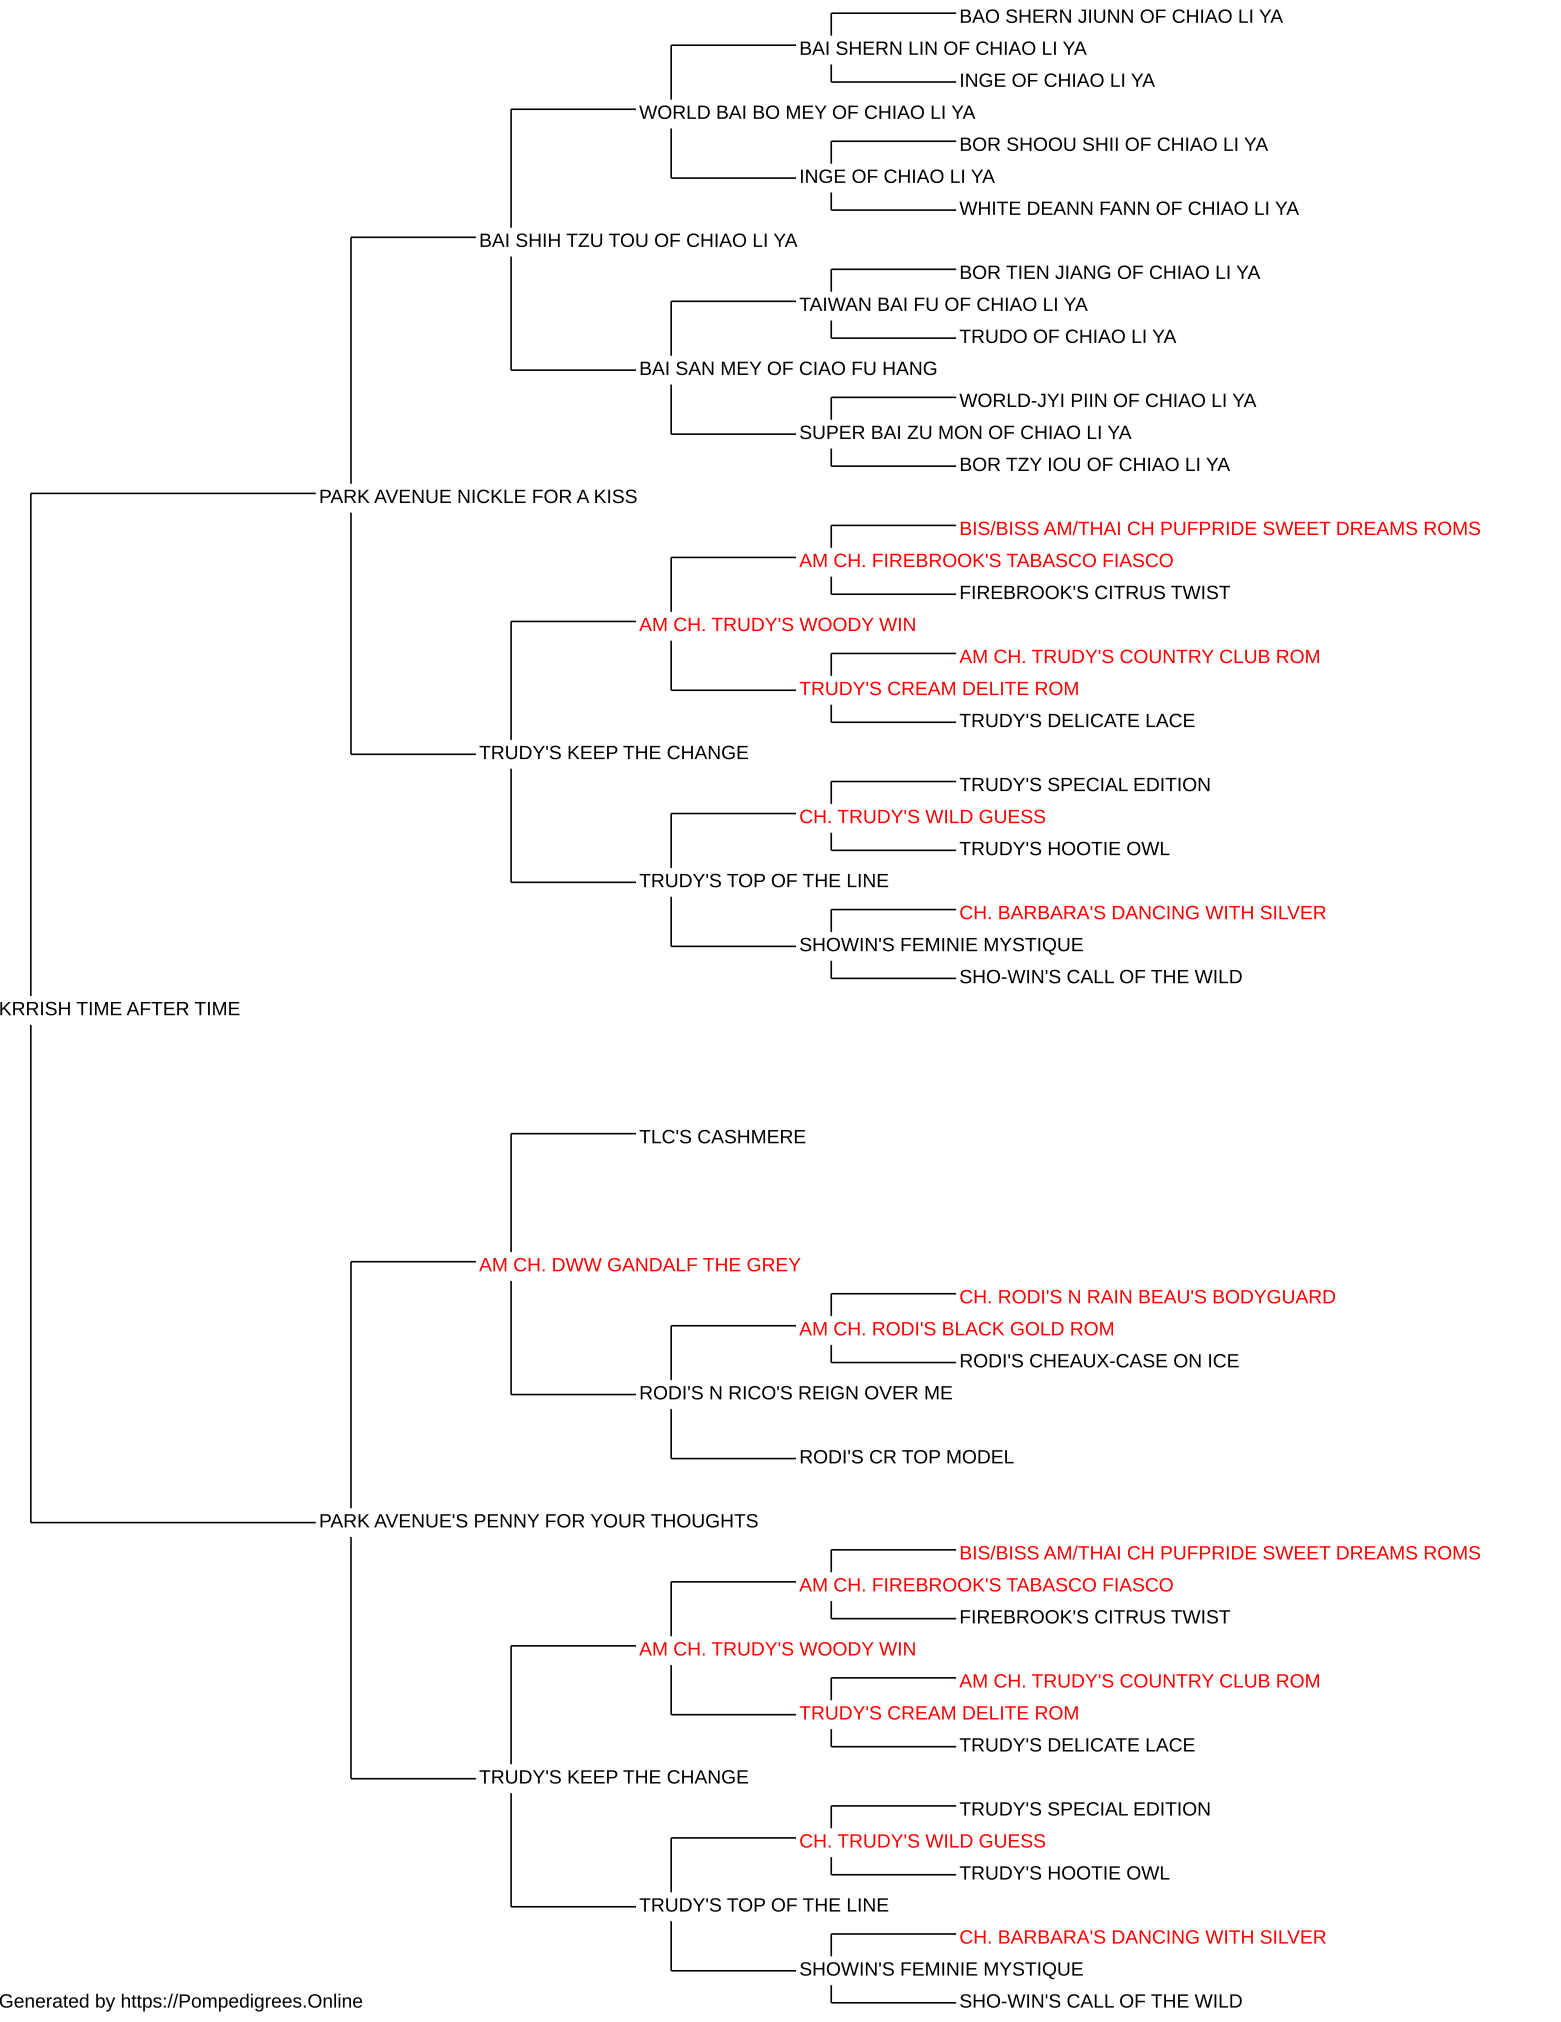 BAO SHERN JIUNN OF CHIAO LI YA
BAI SHERN LIN OF CHIAO LI YA
INGE OF CHIAO LI YA
WORLD BAI BO MEY OF CHIAO LI YA
BOR SHOOU SHII OF CHIAO LI YA
INGE OF CHIAO LI YA
WHITE DEANN FANN OF CHIAO LI YA
BAI SHIH TZU TOU OF CHIAO LI YA
BOR TIEN JIANG OF CHIAO LI YA
TAIWAN BAI FU OF CHIAO LI YA
TRUDO OF CHIAO LI YA
BAI SAN MEY OF CIAO FU HANG
WORLD-JYI PIIN OF CHIAO LI YA
SUPER BAI ZU MON OF CHIAO LI YA
BOR TZY IOU OF CHIAO LI YA
PARK AVENUE NICKLE FOR A KISS
BIS/BISS AM/THAI CH PUFPRIDE SWEET DREAMS ROMS
AM CH. FIREBROOK'S TABASCO FIASCO
FIREBROOK'S CITRUS TWIST
AM CH. TRUDY'S WOODY WIN
AM CH. TRUDY'S COUNTRY CLUB ROM
TRUDY'S CREAM DELITE ROM
TRUDY'S DELICATE LACE
TRUDY'S KEEP THE CHANGE
TRUDY'S SPECIAL EDITION
CH. TRUDY'S WILD GUESS
TRUDY'S HOOTIE OWL
TRUDY'S TOP OF THE LINE
CH. BARBARA'S DANCING WITH SILVER
SHOWIN'S FEMINIE MYSTIQUE
SHO-WIN'S CALL OF THE WILD
KRRISH TIME AFTER TIME
TLC'S CASHMERE
AM CH. DWW GANDALF THE GREY
CH. RODI'S N RAIN BEAU'S BODYGUARD
AM CH. RODI'S BLACK GOLD ROM
RODI'S CHEAUX-CASE ON ICE
RODI'S N RICO'S REIGN OVER ME
RODI'S CR TOP MODEL
PARK AVENUE'S PENNY FOR YOUR THOUGHTS
BIS/BISS AM/THAI CH PUFPRIDE SWEET DREAMS ROMS
AM CH. FIREBROOK'S TABASCO FIASCO
FIREBROOK'S CITRUS TWIST
AM CH. TRUDY'S WOODY WIN
AM CH. TRUDY'S COUNTRY CLUB ROM
TRUDY'S CREAM DELITE ROM
TRUDY'S DELICATE LACE
TRUDY'S KEEP THE CHANGE
TRUDY'S SPECIAL EDITION
CH. TRUDY'S WILD GUESS
TRUDY'S HOOTIE OWL
TRUDY'S TOP OF THE LINE
CH. BARBARA'S DANCING WITH SILVER
SHOWIN'S FEMINIE MYSTIQUE
SHO-WIN'S CALL OF THE WILD
Generated by https://Pompedigrees.Online